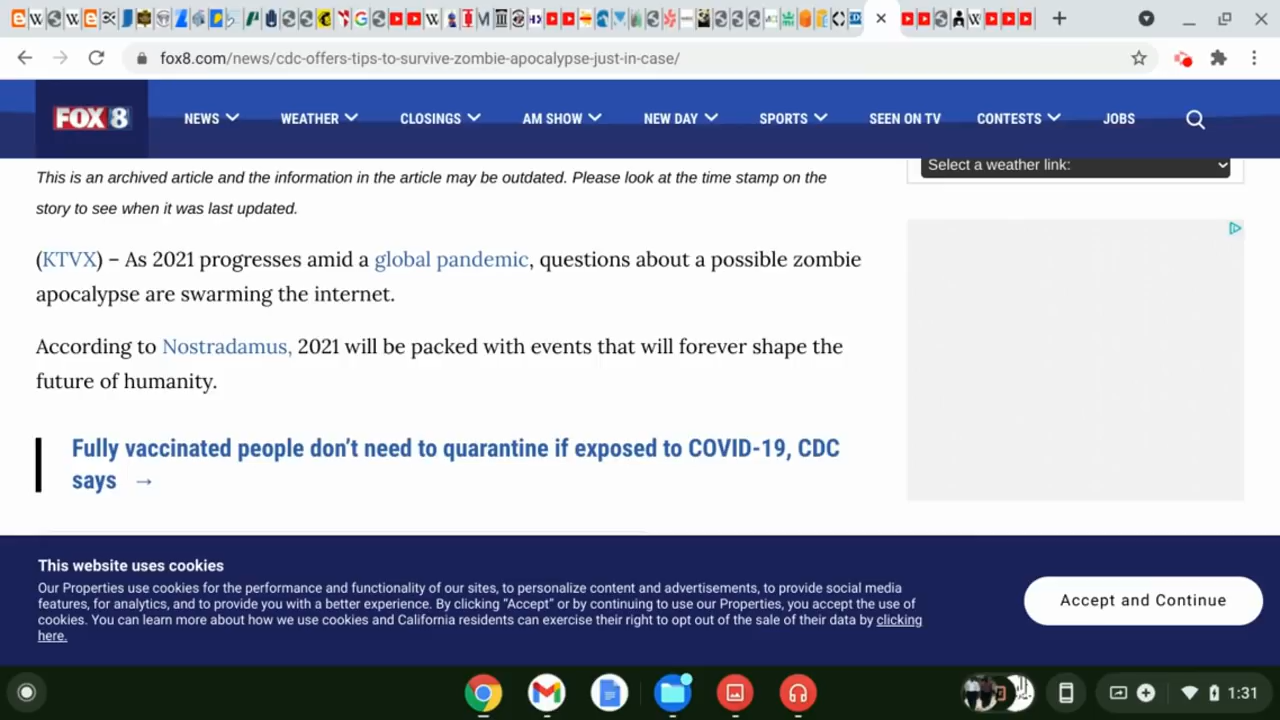 fox8.com/news/cdc-offers-tips-to-survive-zombie-apocalypse-just-in-case/
FOX 8
NEWS
WEATHER
CLOSINGS
AM SHOW
NEW DAY
SPORTS
SEEN ON TV
CONTESTS
JOBS
Select a weather link:
This is an archived article and the information in the article may be outdated. Please look at the time stamp on the
story to see when it was last updated.
(KTVX) – As 2021 progresses amid a global pandemic, questions about a possible zombie
apocalypse are swarming the internet.
According to Nostradamus, 2021 will be packed with events that will forever shape the
future of humanity.
Fully vaccinated people don’t need to quarantine if exposed to COVID-19, CDC
says →
This website uses cookies
Our Properties use cookies for the performance and functionality of our sites, to personalize content and advertisements, to provide social media
features, for analytics, and to provide you with a better experience. By clicking “Accept” or by continuing to use our Properties, you accept the use of
cookies. You can learn more about how we use cookies and California residents can exercise their right to opt out of the sale of their data by clicking
here.
Accept and Continue
1:31